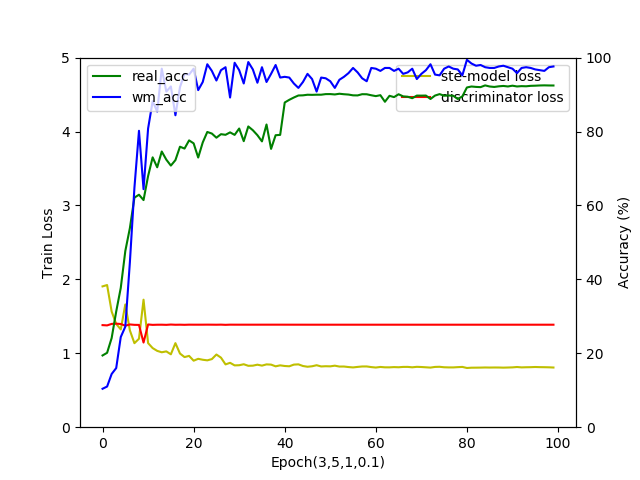 real_acc
wm_acc
ste-model loss
discriminator loss
5
4
3
2
1
0
Train Loss
100
80
60
40
20
0
Accuracy (%)
0 20 40 60 80 100
Epoch(3,5,1,0.1)